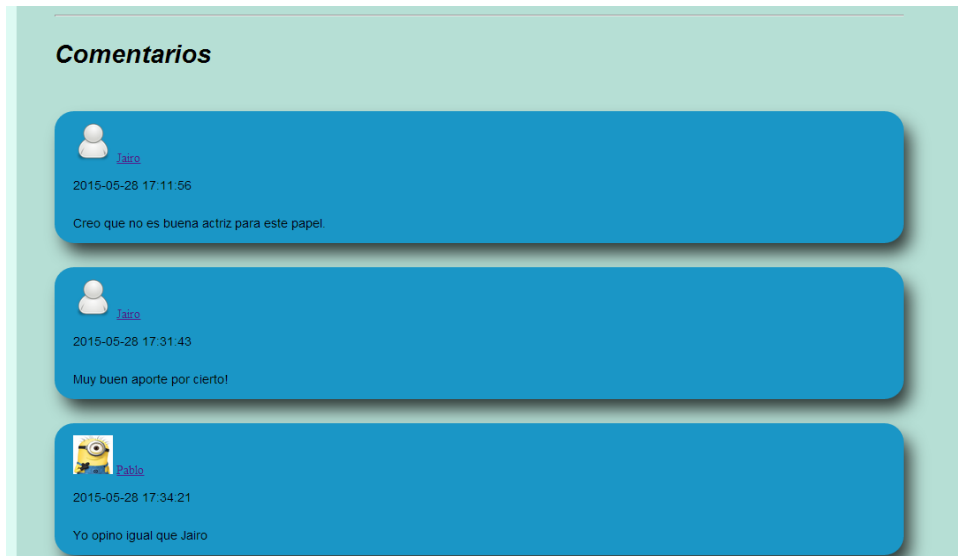 Comentarios
Jairo
2015-05-28 17:11:56
Creo que no es buena actriz para este papel.
Jairo
2015-05-28 17:31:43
Muy buen aporte por cierto!
Pablo
2015-05-28 17:34:21
Yo opino igual que Jairo